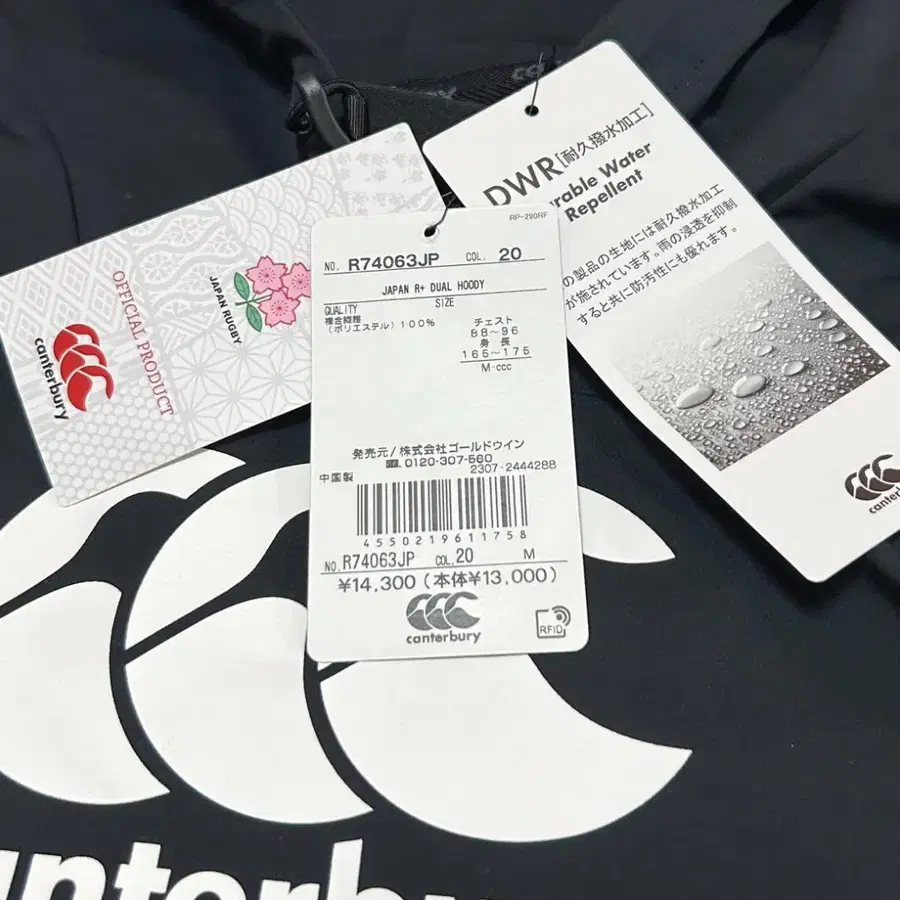 OFFICIAL PRODUCT
JAPAN RUGBY
canterbury
RP-290RF
NO. R74063JP COL. 20
JAPAN R+ DUAL HOODY
QUALITY SIZE
複合繊維
(ポリエステル) 100%
チェスト
88~96
身長
165~175
M-ccc
発売元/株式会社ゴールドウイン
0120-307-560
2307-244428B
中国製
4550219611758
NO. R74063JP COL. 20 M
¥14,300 (本体¥13,000)
canterbury
RFID
DWR [耐久撥水加工]
urable Water
Repellent
の製品の生地には耐久撥水加工
が施されています。雨の浸透を抑制
すると共に防汚性にも優れます。
canterb
anterbu